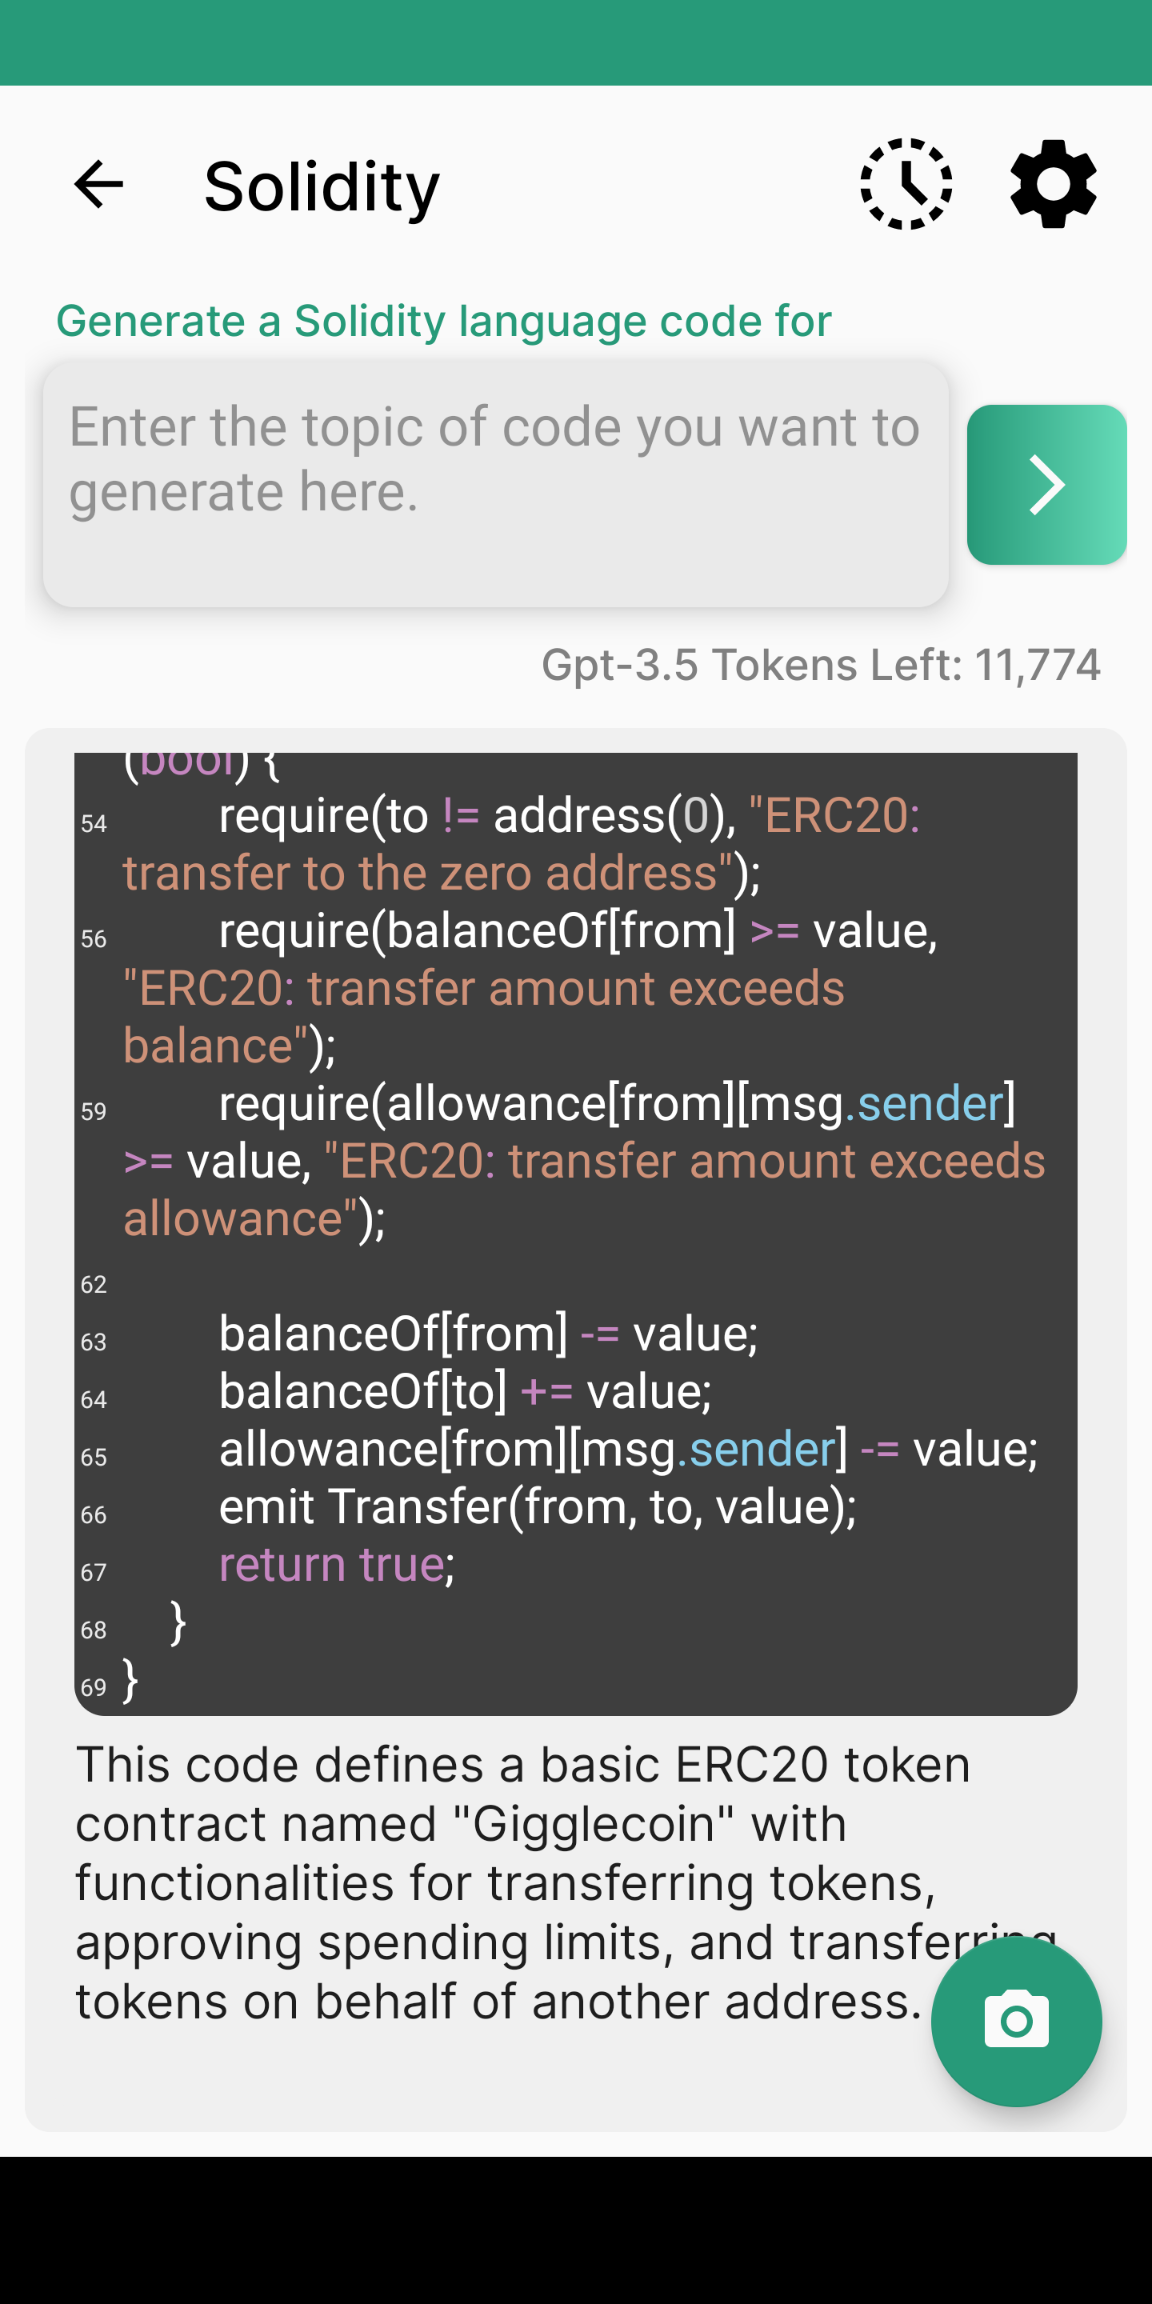 Solidity
Generate a Solidity language code for
Enter the topic of code you want to
generate here.
Gpt-3.5 Tokens Left: 11,774
(bool) {
54 require(to != address(0), "ERC20:
transfer to the zero address");
56 require(balanceOf[from] >= value,
"ERC20: transfer amount exceeds
balance");
59 require(allowance[from][msg.sender]
>= value, "ERC20: transfer amount exceeds
allowance");
62
63 balanceOf[from] -= value;
64 balanceOf[to] += value;
65 allowance[from][msg.sender] -= value;
66 emit Transfer(from, to, value);
67 return true;
68 }
69 }
This code defines a basic ERC20 token
contract named "Gigglecoin" with
functionalities for transferring tokens,
approving spending limits, and transferring
tokens on behalf of another address.